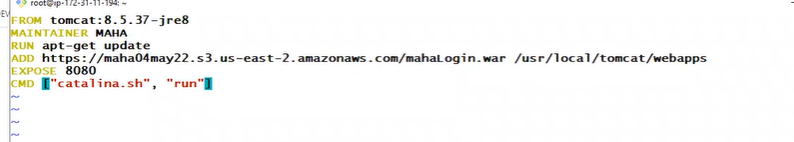 root@ip-172-31-11-194: ~
FROM tomcat:8.5.37-jre8
MAINTAINER MAHA
RUN apt-get update
ADD https://maha04may22.s3.us-east-2.amazonaws.com/mahaLogin.war /usr/local/tomcat/webapps
EXPOSE 8080
CMD ["catalina.sh", "run"]
~
~
~
~